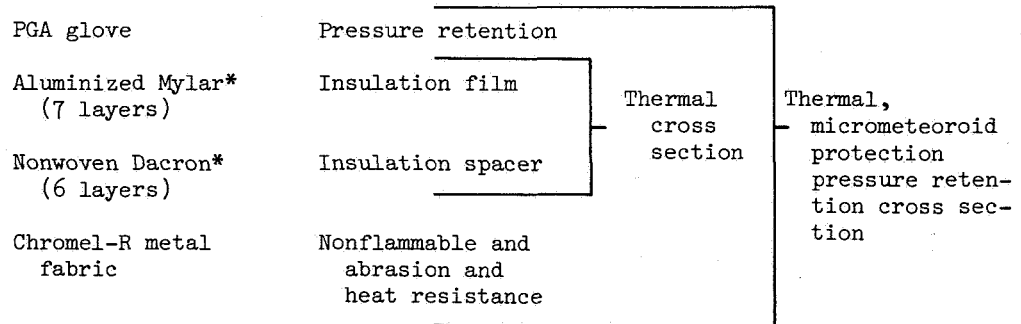 PGA glove Pressure retention
Aluminized Mylar* Insulation film
(7 layers)
Nonwoven Dacron* Insulation spacer
(6 layers)
Chromel-R metal Nonflammable and
fabric abrasion and
heat resistance
Thermal
cross
section
Thermal,
micrometeoroid
protection
pressure reten-
tion cross sec-
tion